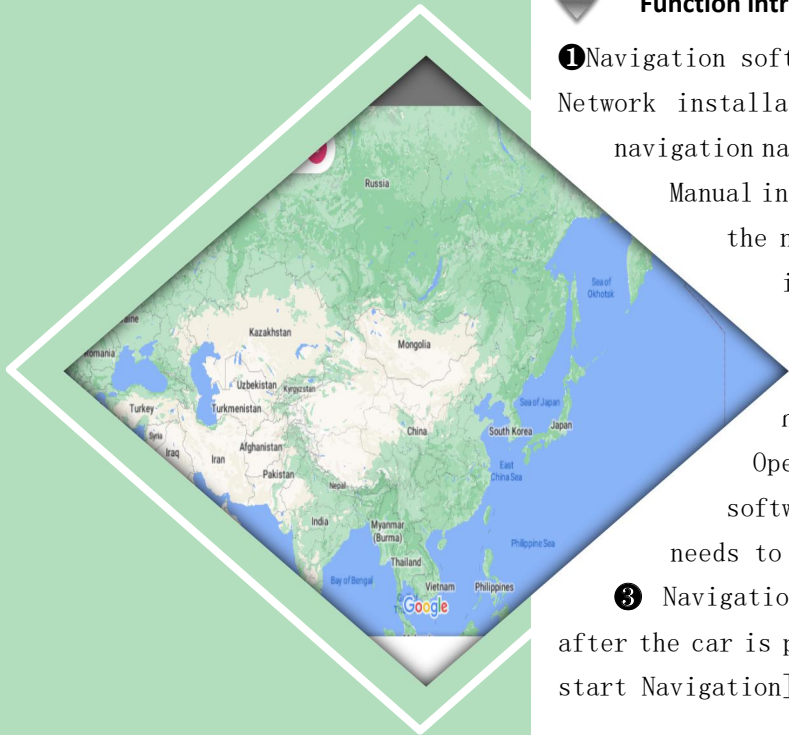 Function Intr
❶Navigation soft
Network installa
navigation na
Manual in
the n
i
n
Ope
softw
needs to
❸ Navigatio
after the car is p
start Navigation]
Russia
Sea of
Okhotsk
aine
Kazakhstan
omania
Mongolia
Uzbekistan
Kyrgyzstan
Sea of Japan
Turkey
Turkmenistan
China
South Korea
Japan
Syria
Afghanistan
Iraq
Iran
East
China Sea
Pakistan
Nepal
India
Myanmar
(Burma)
Philippine Sea
Thailand
Bay of Bengal
Vietnam
Philippines
Google